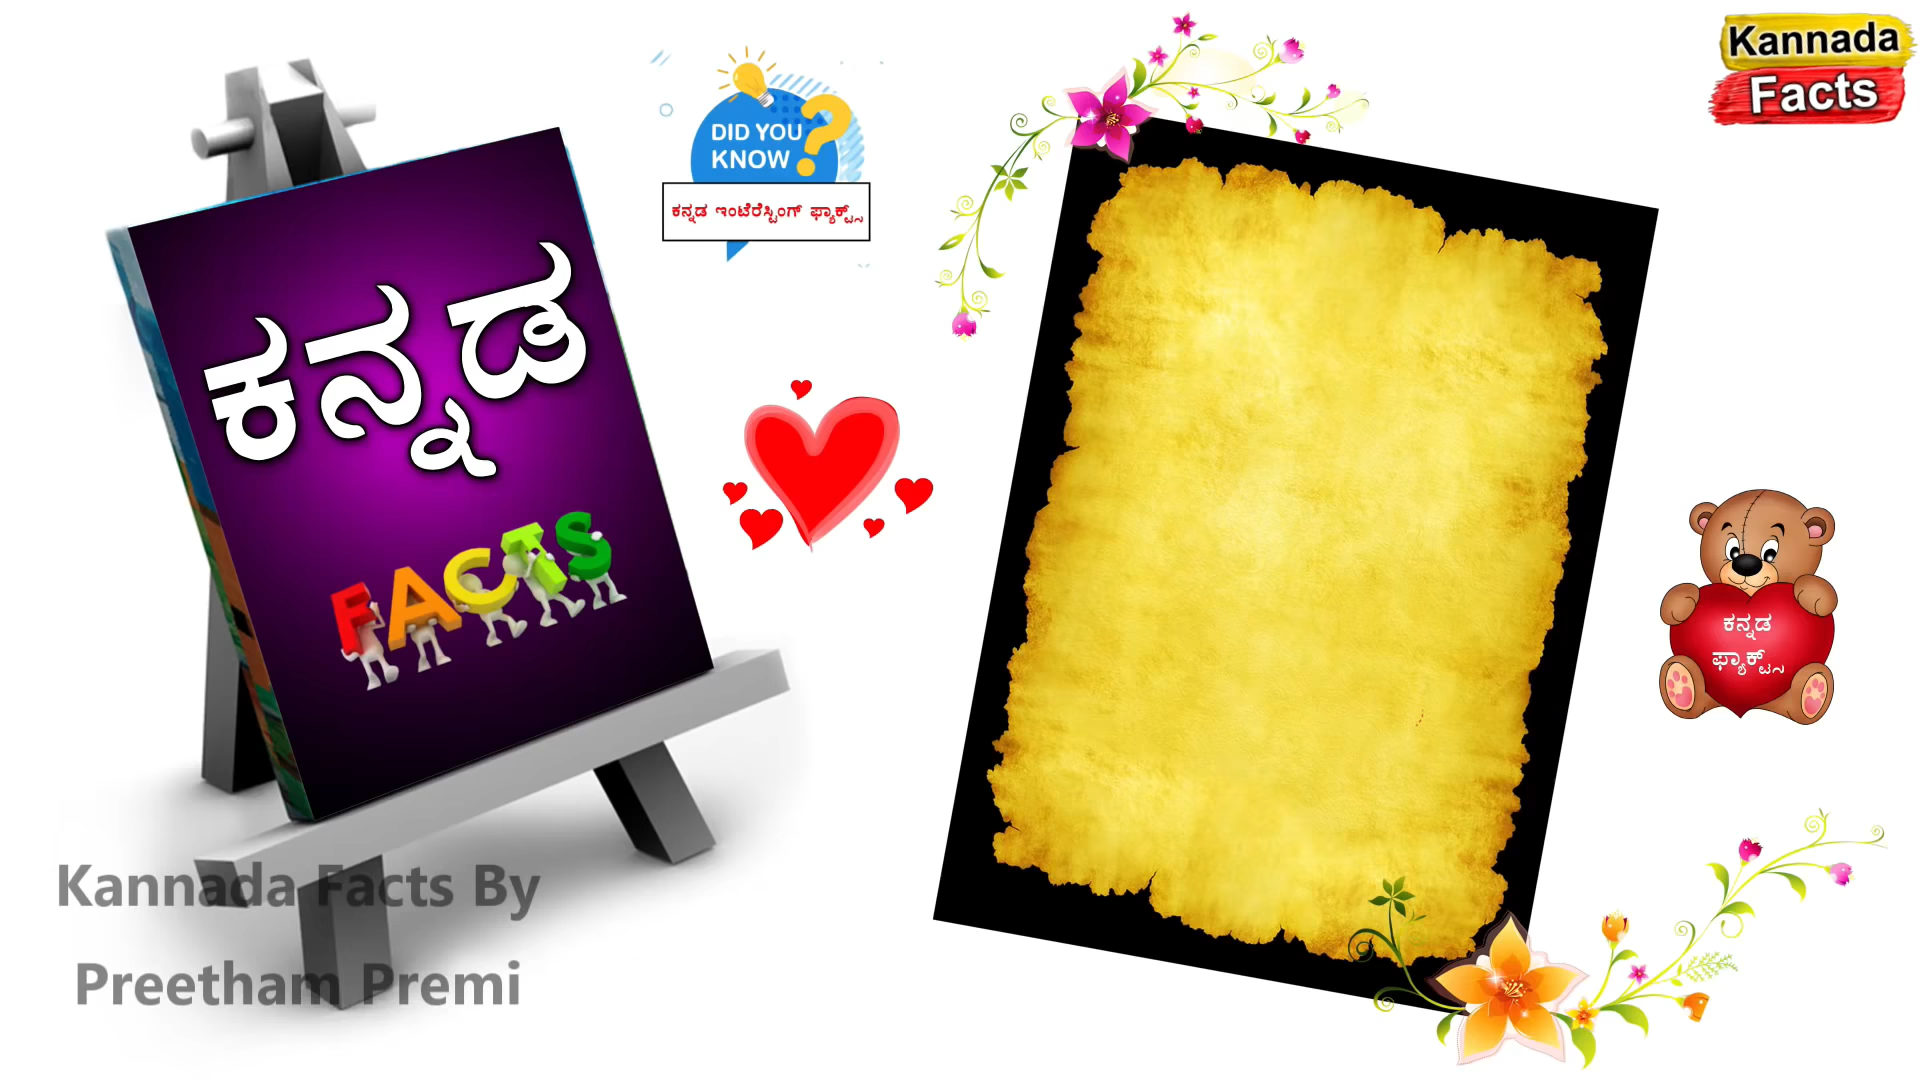 Kannada
Facts
DID YOU
KNOW ?
ಕನ್ನಡ ಇಂಟೆರೆಸ್ಟಿಂಗ್ ಫ್ಯಾಕ್ಟ್ಸ
ಕನ್ನಡ
FACTS
ಕನ್ನಡ
ಫ್ಯಾಕ್ಟ್ಸ
Kannada Facts By
Preetham Premi